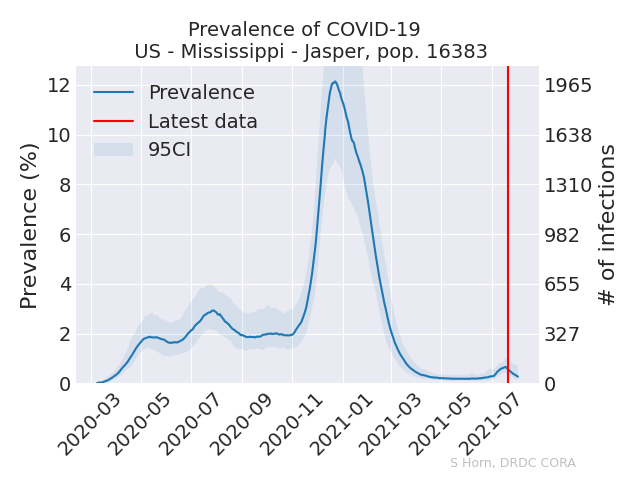 Prevalence of COVID-19
US - Mississippi - Jasper, pop. 16383
Prevalence
Latest data
95CI
Prevalence (%)
12
10
8
6
4
2
0
1965
1638
1310
982
655
327
0
# of infections
2020-03
2020-05
2020-07
2020-09
2020-11
2021-01
2021-03
2021-05
2021-07
S Horn, DRDC CORA